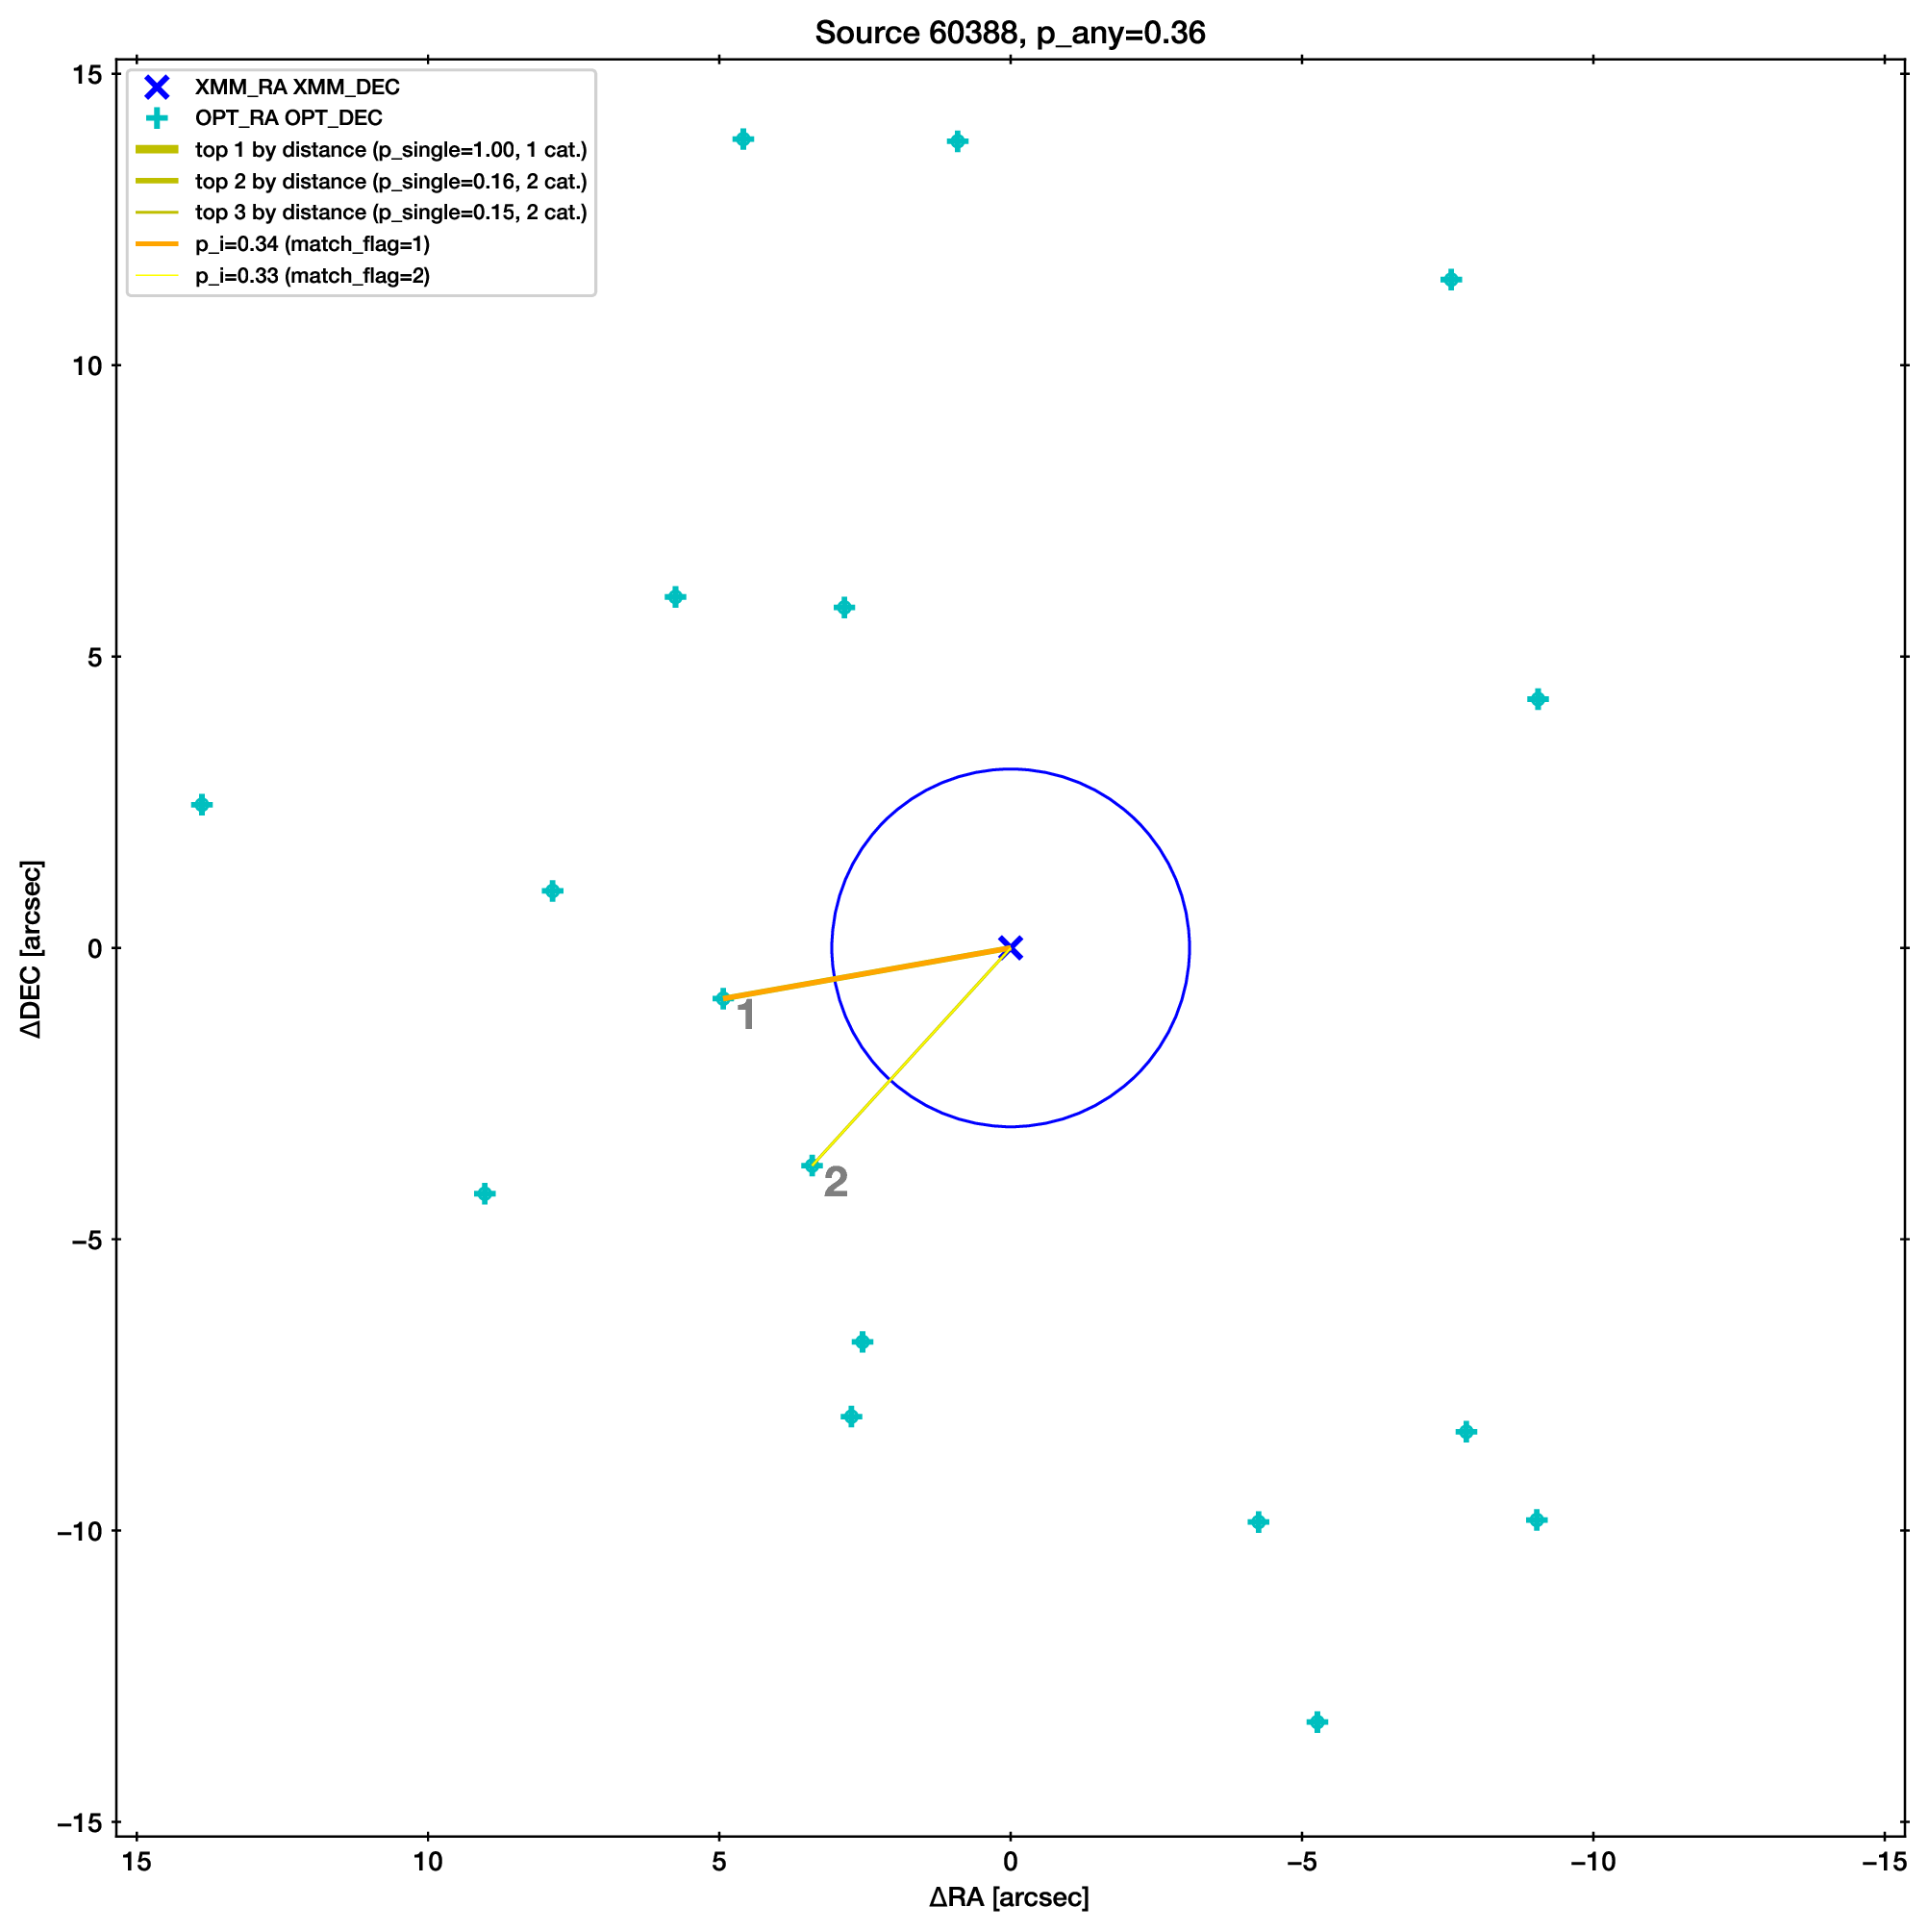 Source 60388, p_any=0.36
XMM_RA XMM_DEC
OPT_RA OPT_DEC
top 1 by distance (p_single=1.00, 1 cat.)
top 2 by distance (p_single=0.16, 2 cat.)
top 3 by distance (p_single=0.15, 2 cat.)
p_i=0.34 (match_flag=1)
p_i=0.33 (match_flag=2)
15
10
5
0
−5
−10
−15
ΔDEC [arcsec]
1
2
15 10 5 0 −5 −10 −15
ΔRA [arcsec]